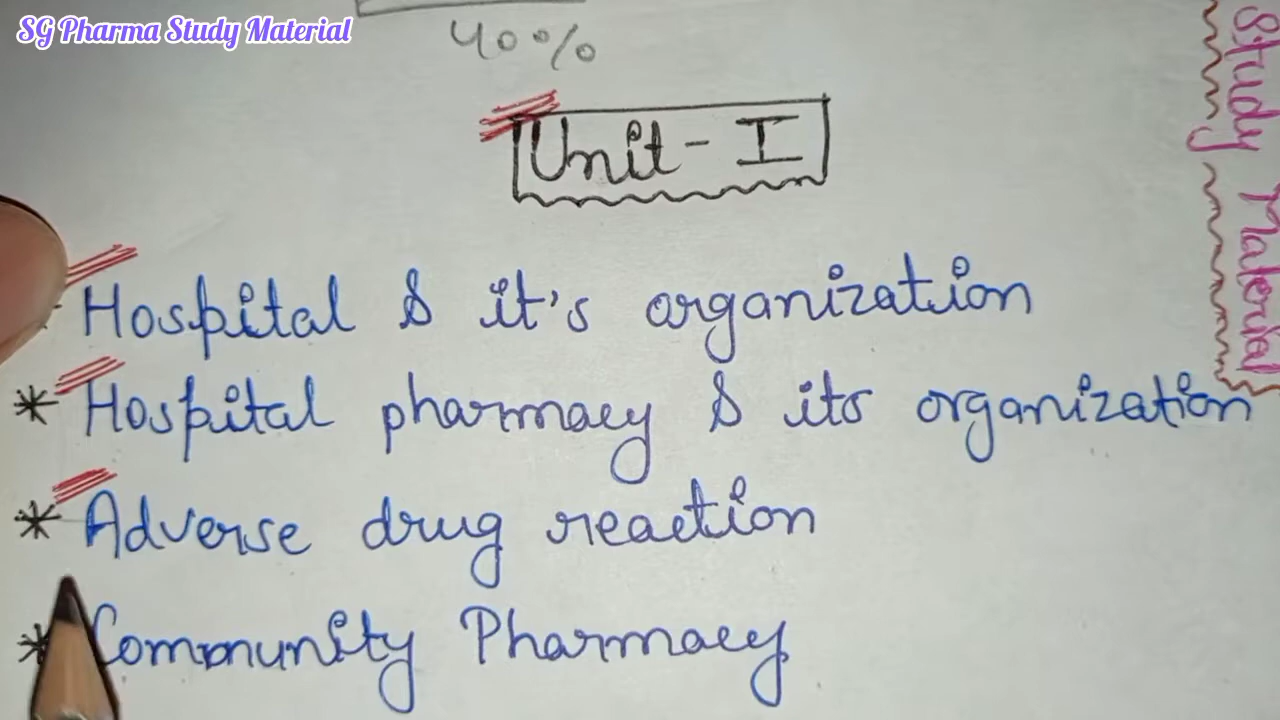 SG Pharma Study Material
40%
Unit - I
Hospital & it's organization
* Hospital pharmacy & its organization
* Adverse drug reaction
* Community Pharmacy
Study Material